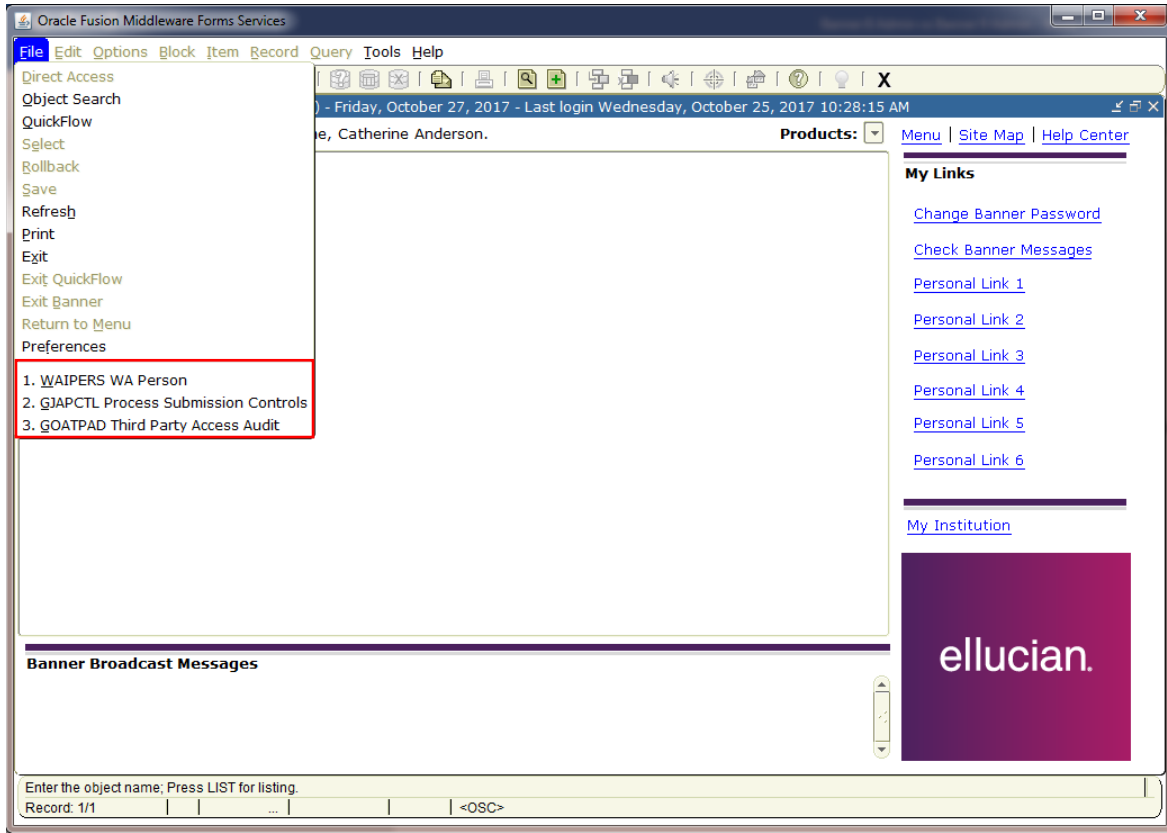 Oracle Fusion Middleware Forms Services
File Edit Options Block Item Record Query Tools Help
Direct Access
Object Search
QuickFlow
Select
Rollback
Save
Refresh
Print
Exit
Exit QuickFlow
Exit Banner
Return to Menu
Preferences
1. WAIPERS WA Person
2. GJAPCTL Process Submission Controls
3. GOATPAD Third Party Access Audit
X
) - Friday, October 27, 2017 - Last login Wednesday, October 25, 2017 10:28:15 AM
e, Catherine Anderson.
Products:
Menu | Site Map | Help Center
My Links
Change Banner Password
Check Banner Messages
Personal Link 1
Personal Link 2
Personal Link 3
Personal Link 4
Personal Link 5
Personal Link 6
My Institution
ellucian.
Banner Broadcast Messages
Enter the object name; Press LIST for listing.
Record: 1/1 ... <OSC>